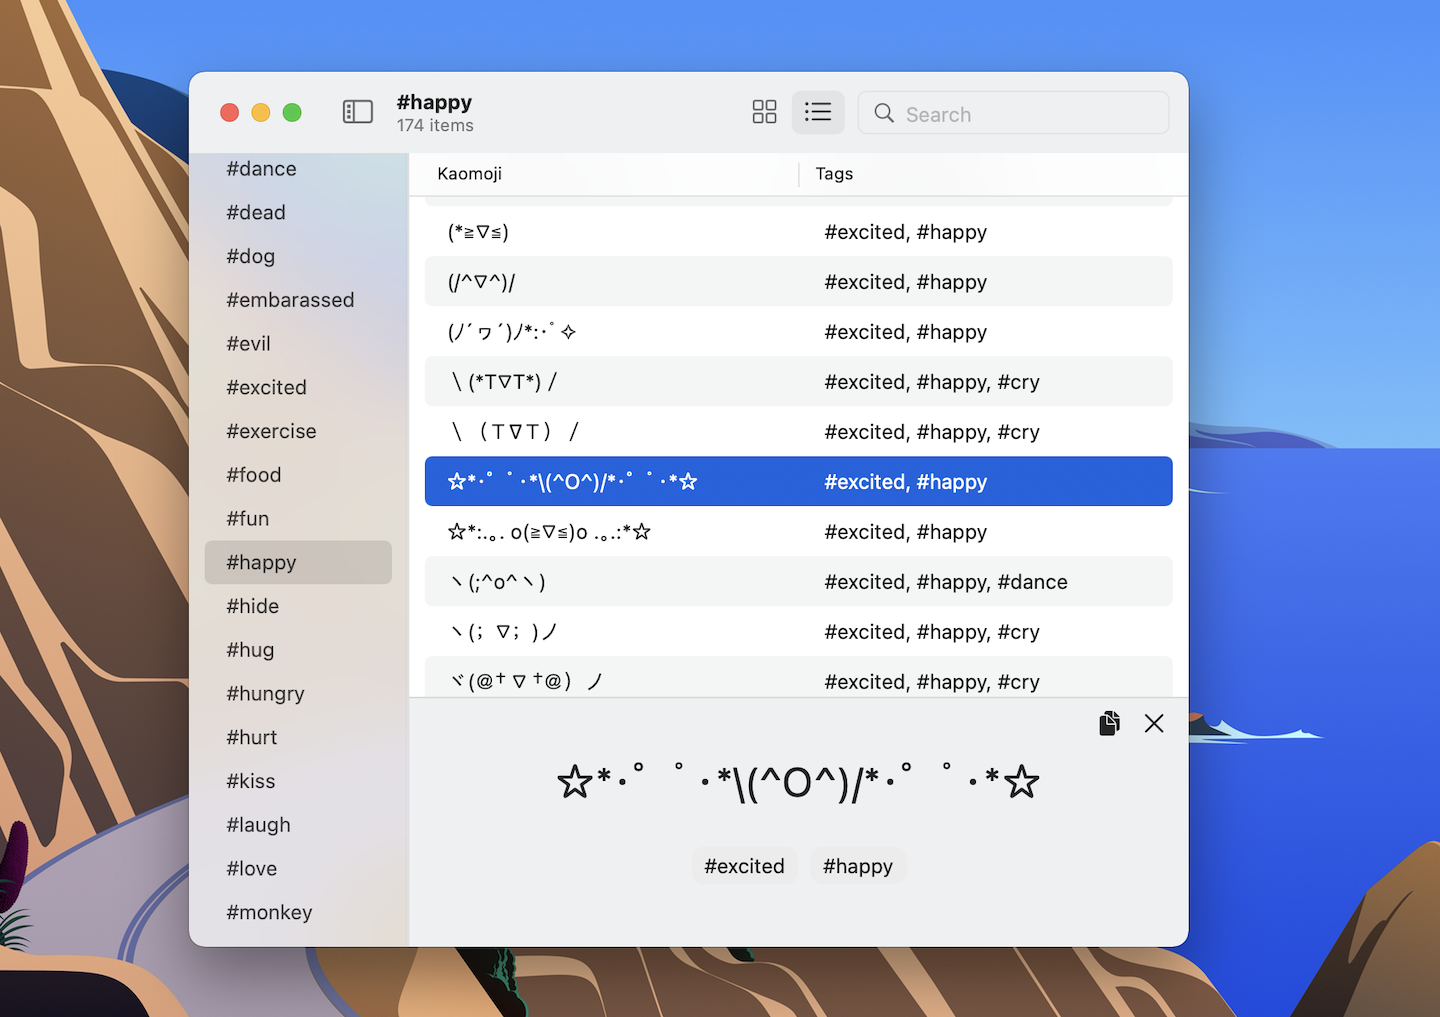 #happy
174 items
Search
#dance
#dead
#dog
#embarassed
#evil
#excited
#exercise
#food
#fun
#happy
#hide
#hug
#hungry
#hurt
#kiss
#laugh
#love
#monkey
Kaomoji Tags
(*≧∇≦) #excited, #happy
(/^∇^)/ #excited, #happy
(ﾉ´ヮ´)ﾉ*:･ﾟ✧ #excited, #happy
\ (*T▽T*) / #excited, #happy, #cry
\ （T∇T） / #excited, #happy, #cry
☆*･゜ﾟ･*\(^O^)/*･゜ﾟ･*☆ #excited, #happy
☆*:.｡. o(≧▽≦)o .｡.:*☆ #excited, #happy
ヽ(;^o^ヽ) #excited, #happy, #dance
ヽ(；▽；)ノ #excited, #happy, #cry
ヾ(@† ▽ †@）ノ #excited, #happy, #cry
☆*･゜ﾟ･*\(^O^)/*･゜ﾟ･*☆
#excited #happy